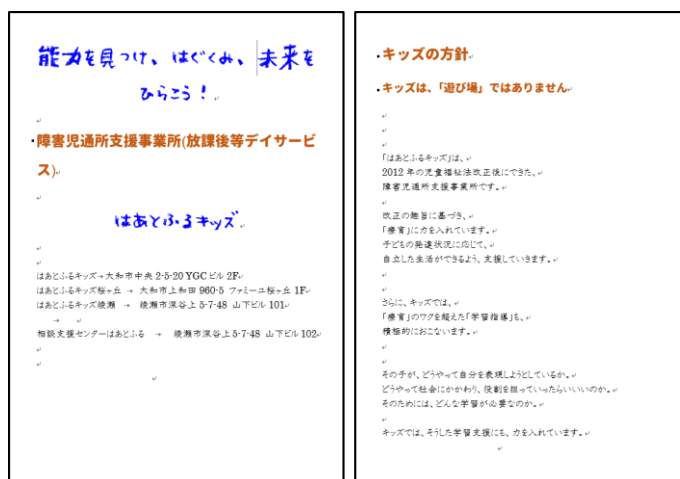 能力を見つけ、はぐくみ、未来を
ひらこう！
障害児通所支援事業所(放課後等デイサービ
ス)
はあとふるキッズ
はあとふるキッズ→大和市中央 2-5-20 YGC ビル 2F
はあとふるキッズ桜ヶ丘 → 大和市上和田 960-5 ファミーユ桜ヶ丘 1F
はあとふるキッズ綾瀬 → 綾瀬市深谷上 5-7-48 山下ビル 101
→
相談支援センターはあとふる → 綾瀬市深谷上 5-7-48 山下ビル 102
キッズの方針
キッズは、「遊び場」ではありません
「はあとふるキッズ」は、
2012 年の児童福祉法改正後にできた、
障害児通所支援事業所です。
改正の趣旨に基づき、
「療育」に力を入れています。
子どもの発達状況に応じて、
自立した生活ができるよう、支援していきます。
さらに、キッズでは、
「療育」のワクを超えた「学習指導」も、
積極的におこないます。
その子が、どうやって自分を表現しようとしているか。
どうやって社会にかかわり、役割を担っていったらいいいのか。
そのためには、どんな学習が必要なのか。
キッズでは、そうした学習支援にも、力を入れています。